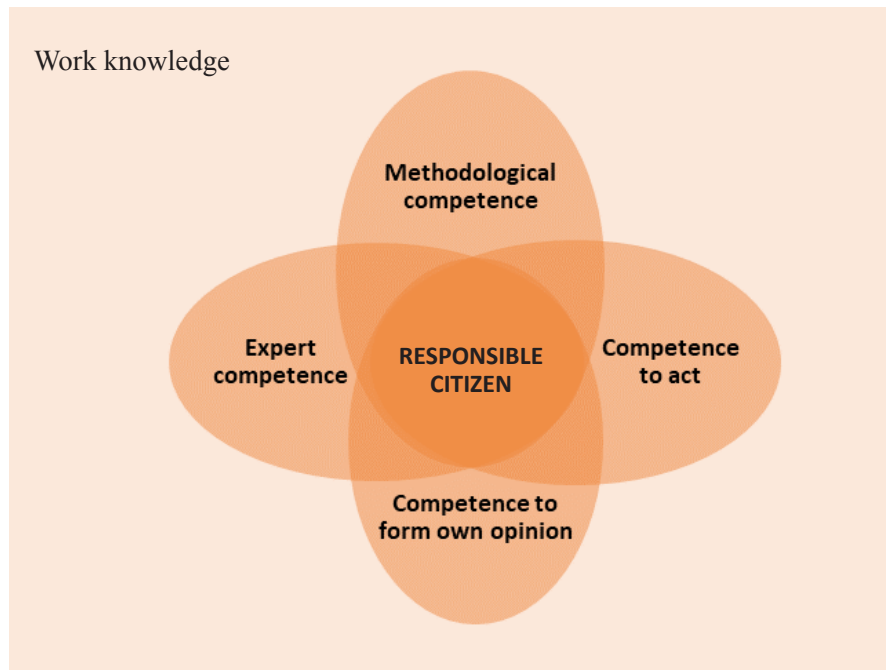 Work knowledge
Methodological
competence
Expert
competence
RESPONSIBLE
CITIZEN
Competence
to act
Competence to
form own opinion